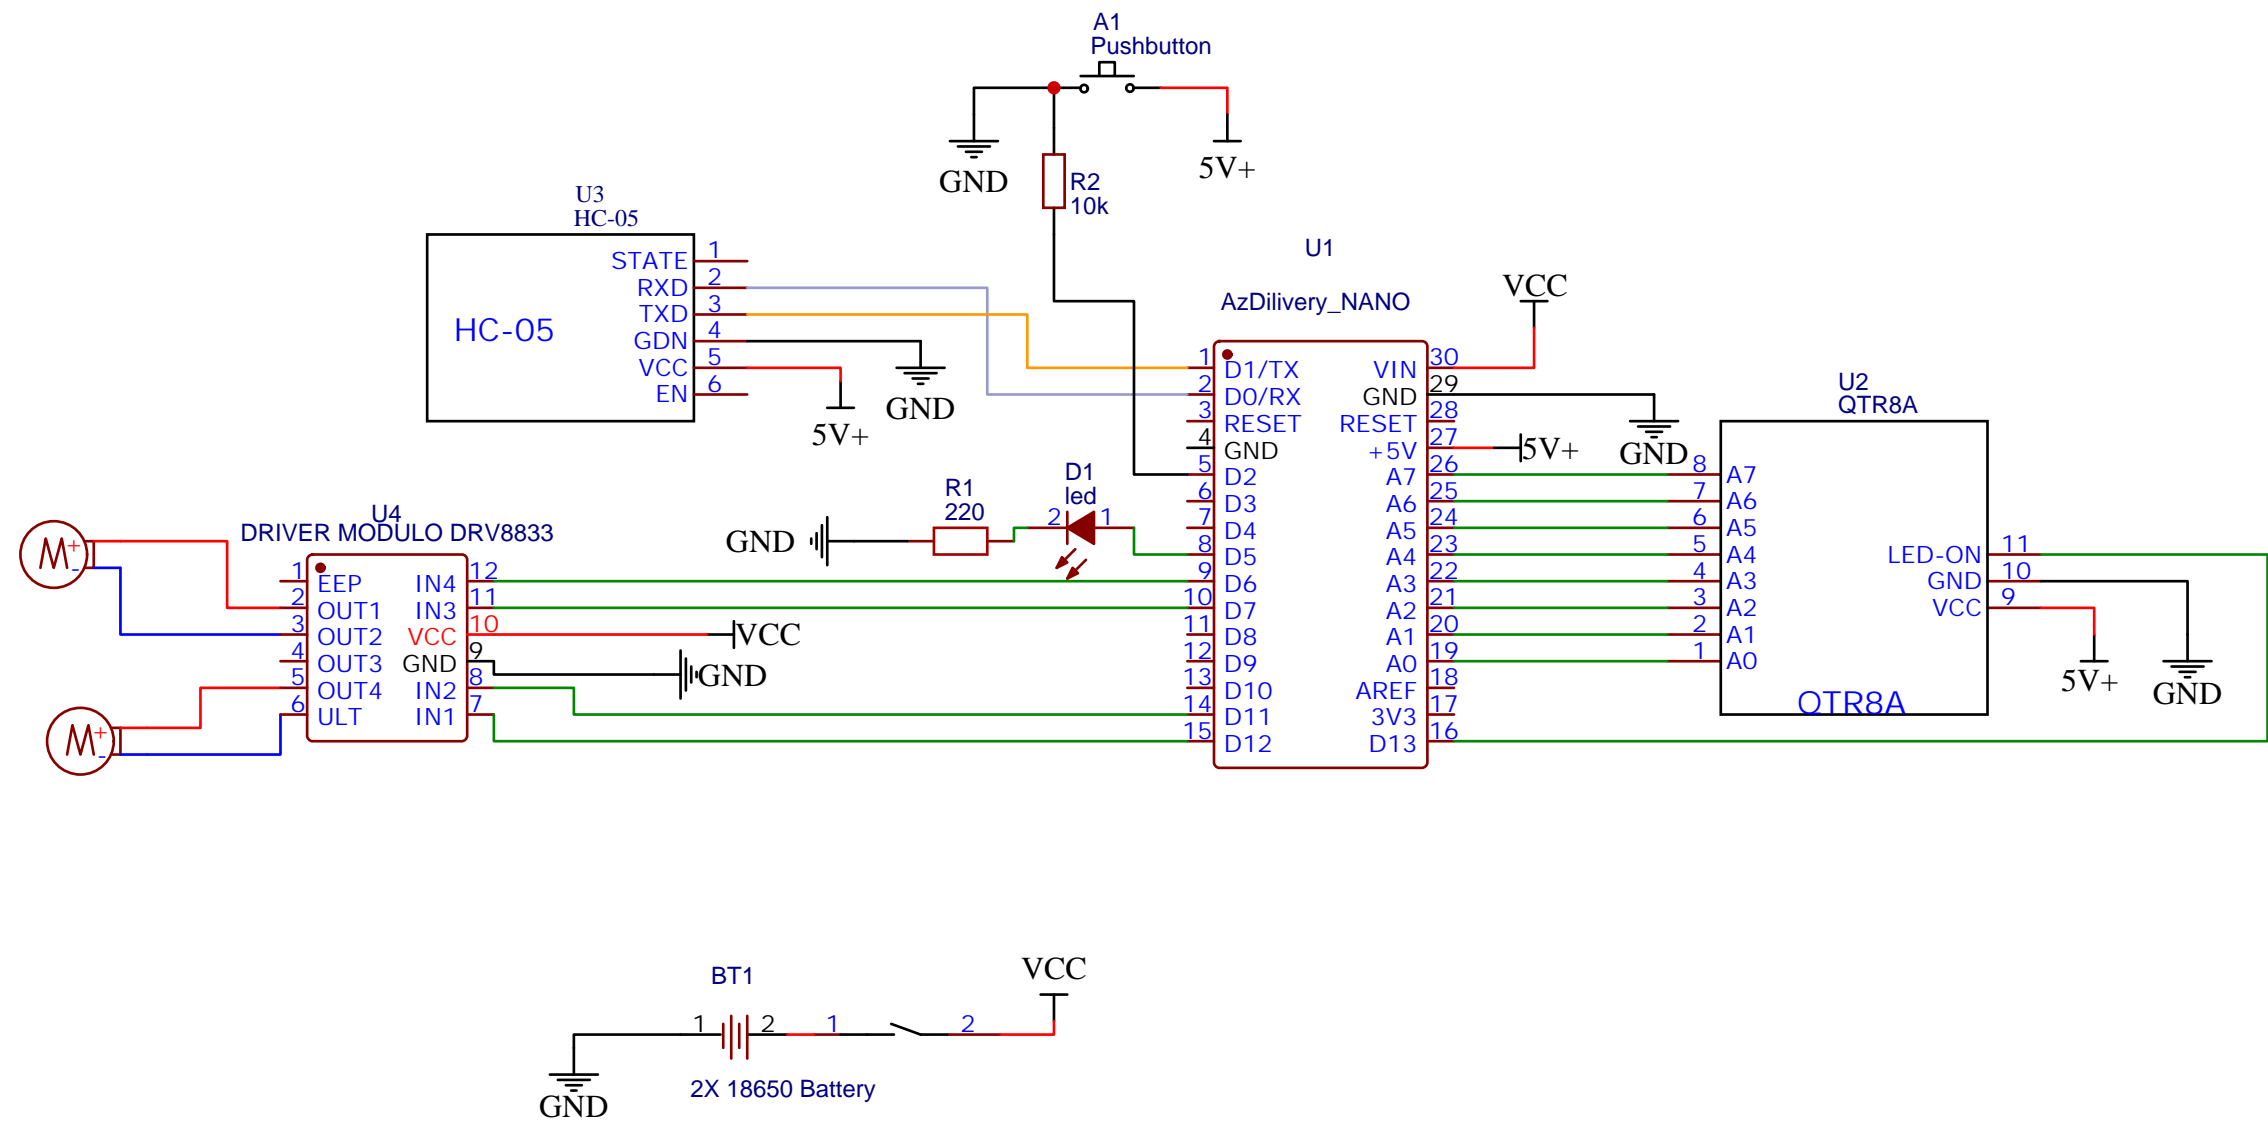 A1
Pushbutton
GND
5V+
R2
10k
U3
HC-05
HC-05
STATE 1
RXD 2
TXD 3
GDN 4
VCC 5
EN 6
GND
5V+
U1
AzDilivery_NANO
VCC
1 D1/TX VIN 30
2 D0/RX GND 29
3 RESET RESET 28
4 GND +5V 27
5 D2 A7 26
6 D3 A6 25
7 D4 A5 24
8 D5 A4 23
9 D6 A3 22
10 D7 A2 21
11 D8 A1 20
12 D9 A0 19
13 D10 AREF 18
14 D11 3V3 17
15 D12 D13 16
GND
5V+
U2
QTR8A
8 A7
7 A6
6 A5
5 A4
4 A3
3 A2
2 A1
1 A0
LED-ON 11
GND 10
VCC 9
QTR8A
5V+
GND
R1
220
D1
led
2 1
GND
U4
DRIVER MODULO DRV8833
M + -
M + -
1 EEP IN4 12
2 OUT1 IN3 11
3 OUT2 VCC 10
4 OUT3 GND 9
5 OUT4 IN2 8
6 ULT IN1 7
VCC
GND
BT1
VCC
1 2 1 2
2X 18650 Battery
GND